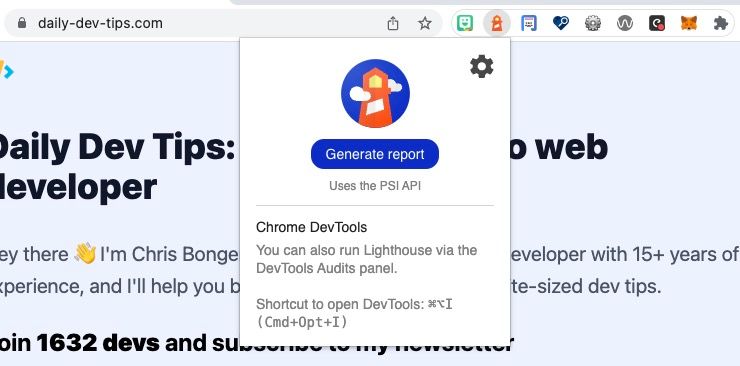 daily-dev-tips.com
Generate report
Uses the PSI API
Chrome DevTools
You can also run Lighthouse via the
DevTools Audits panel.
Shortcut to open DevTools: ⌘⌥I
(Cmd+Opt+I)
Daily Dev Tips: o web
developer
ey there 👋 I'm Chris Bonge eveloper with 15+ years of
xperience, and I'll help you b te-sized dev tips.
oin 1632 devs and subscribe to my newsletter